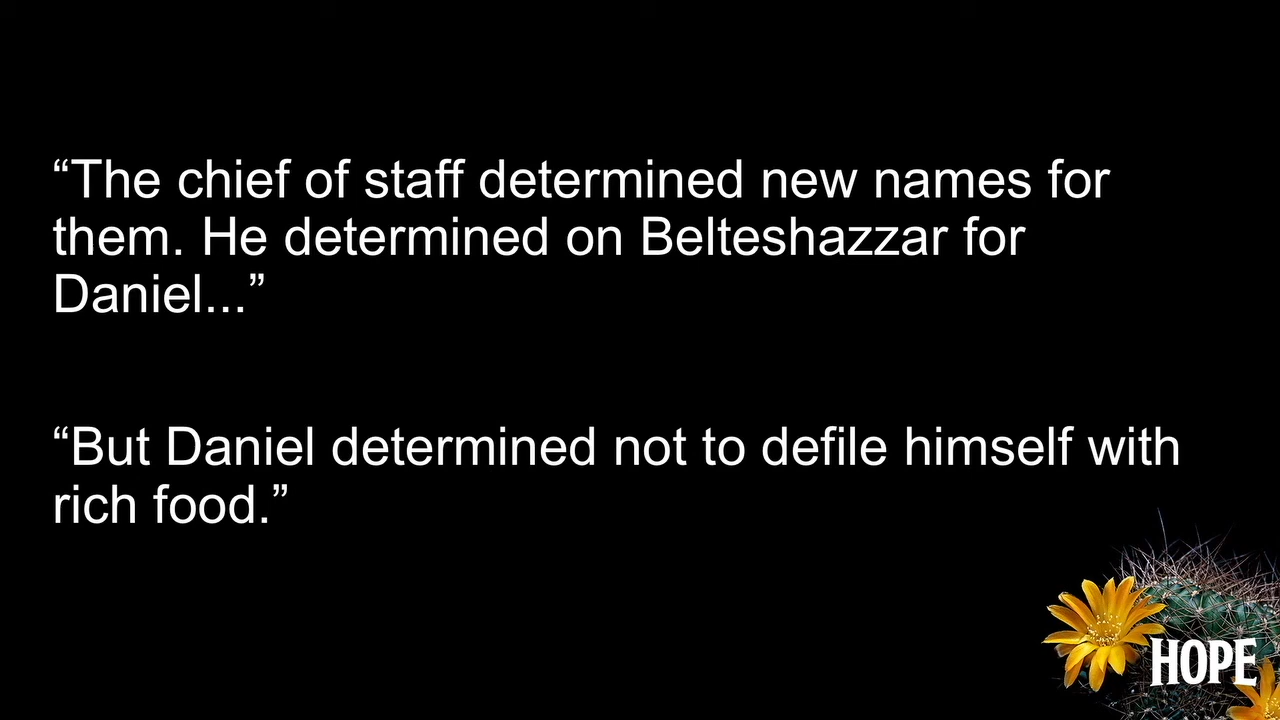 “The chief of staff determined new names for
them. He determined on Belteshazzar for
Daniel...”
“But Daniel determined not to defile himself with
rich food.”
HOPE